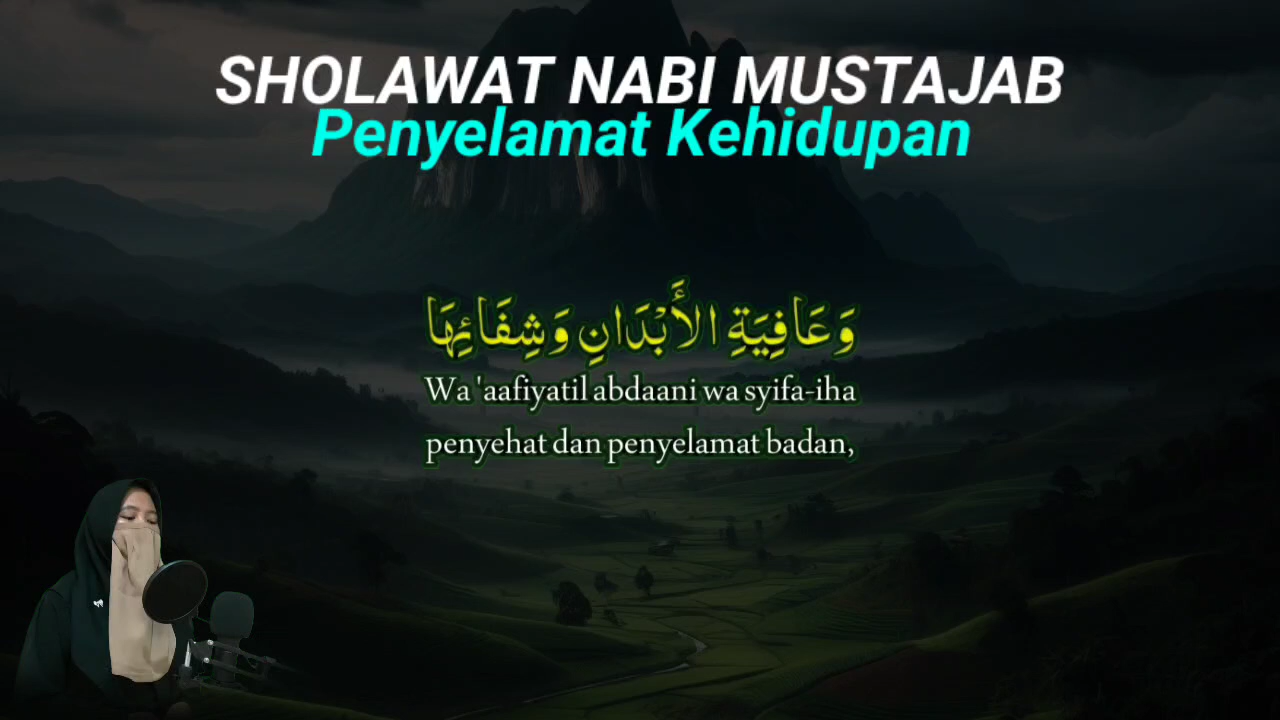 SHOLAWAT NABI MUSTAJAB
Penyelamat Kehidupan
وَعَافِيَةِ الأَبْدَانِ وَشِفَائِهَا
Wa 'aafiyatil abdaani wa syifa-iha
penyehat dan penyelamat badan,